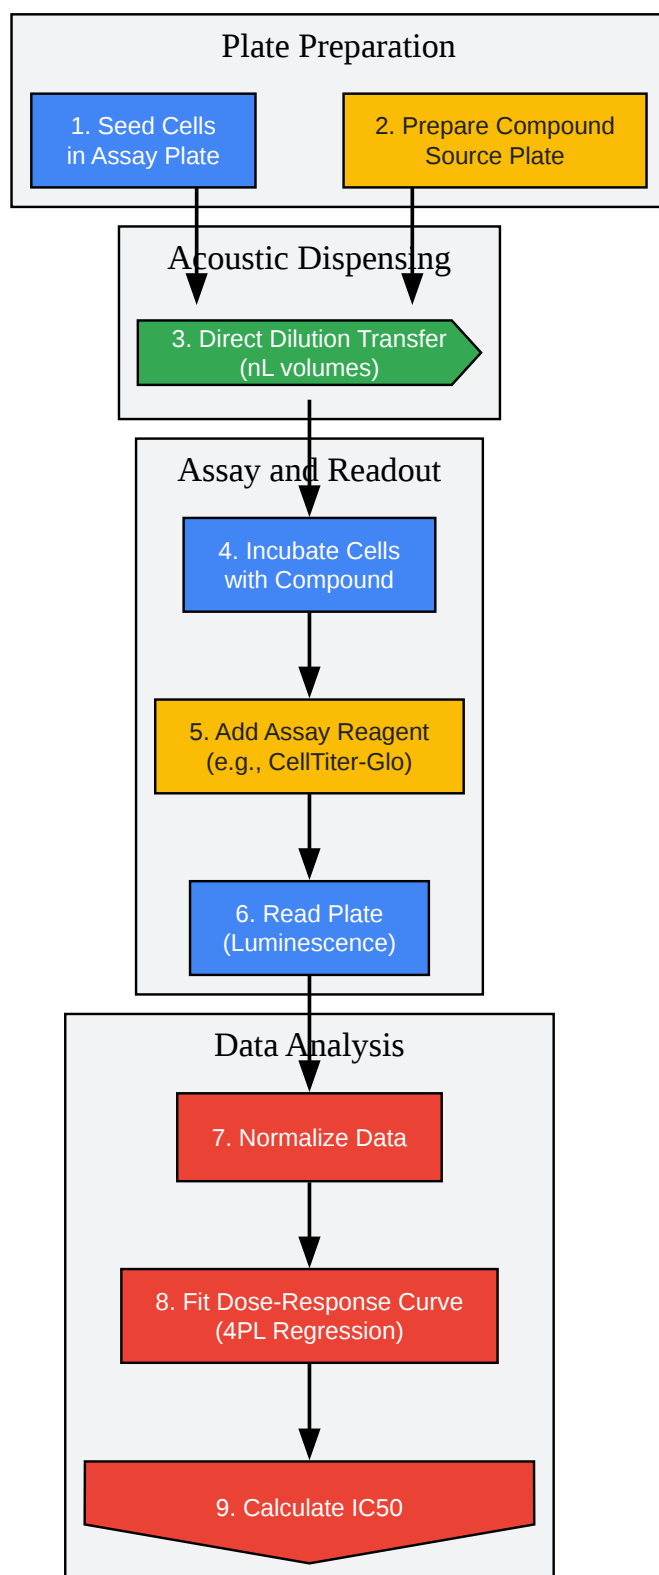 Plate Preparation
1. Seed Cells
in Assay Plate
2. Prepare Compound
Source Plate
Acoustic Dispensing
3. Direct Dilution Transfer
(nL volumes)
Assay and Readout
4. Incubate Cells
with Compound
5. Add Assay Reagent
(e.g., CellTiter-Glo)
6. Read Plate
(Luminescence)
Data Analysis
7. Normalize Data
8. Fit Dose-Response Curve
(4PL Regression)
9. Calculate IC50